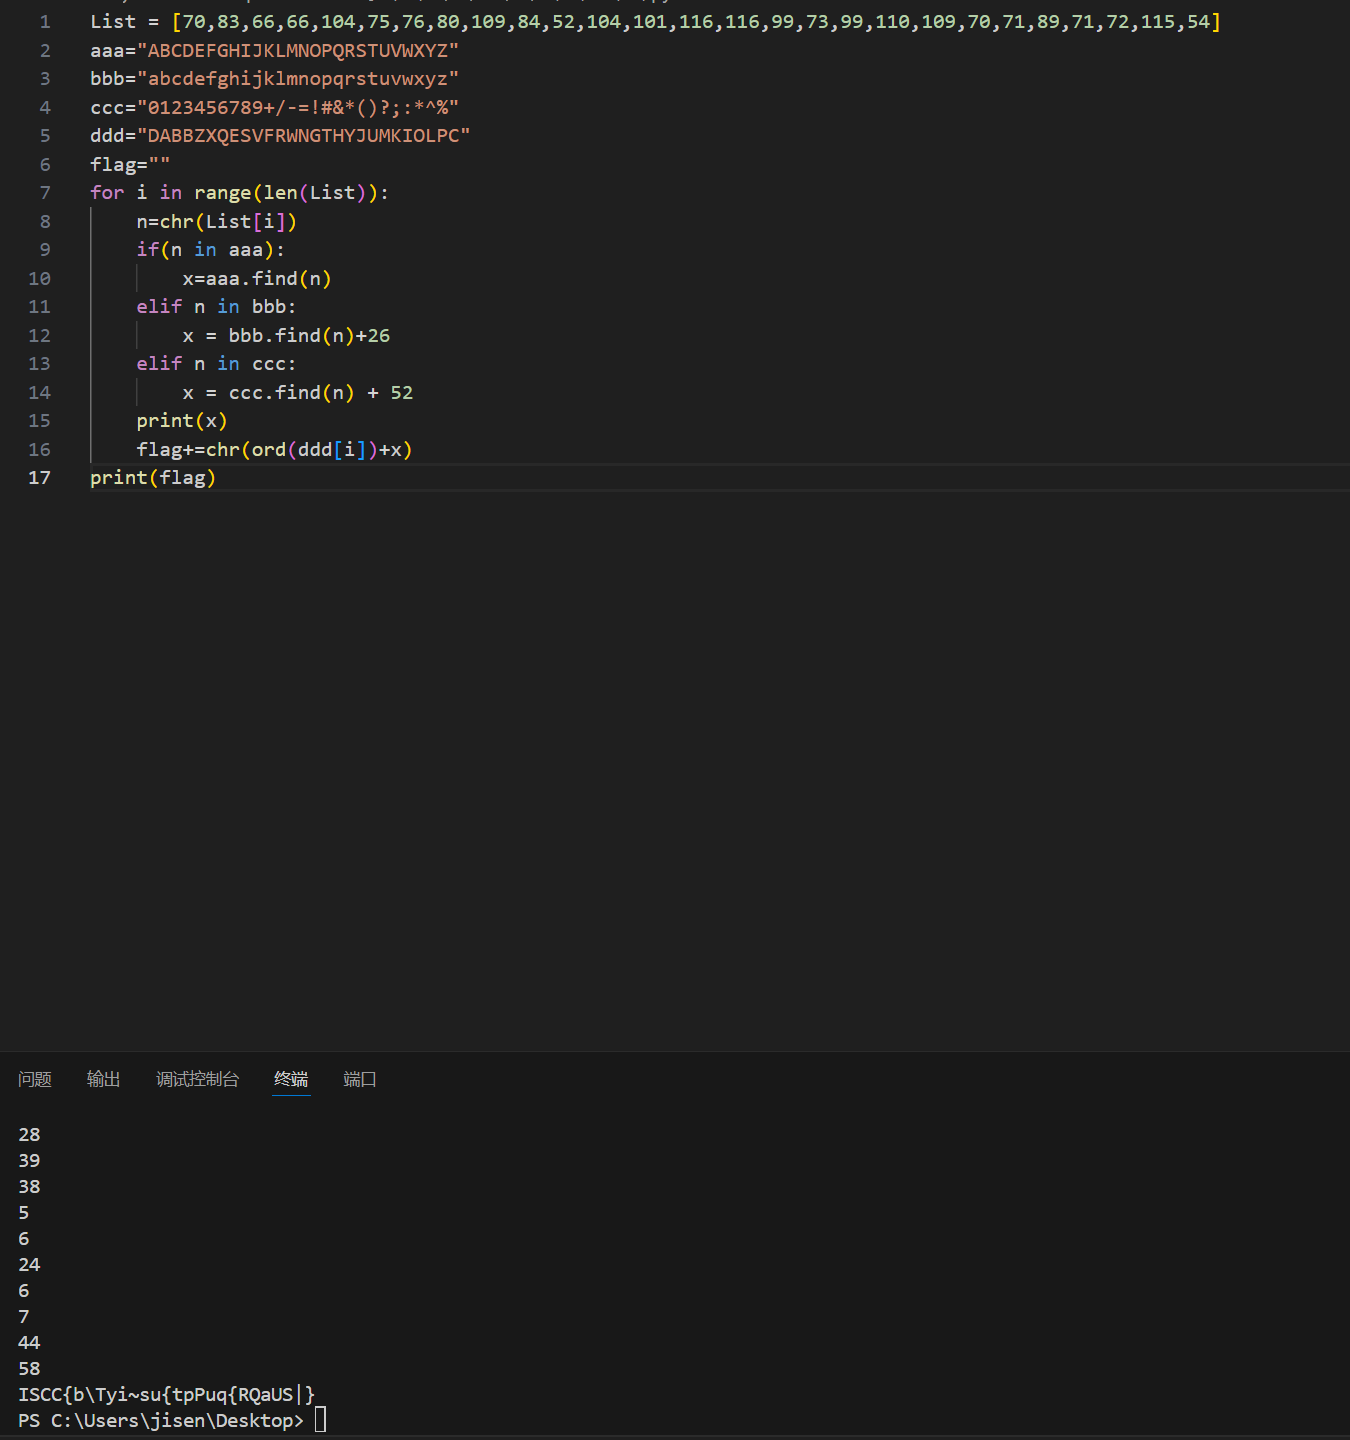 1 List = [70,83,66,66,104,75,76,80,109,84,52,104,101,116,116,99,73,99,110,109,70,71,89,71,72,115,54]
2 aaa="ABCDEFGHIJKLMNOPQRSTUVWXYZ"
3 bbb="abcdefghijklmnopqrstuvwxyz"
4 ccc="0123456789+/-=!#&*()?;:*^%"
5 ddd="DABBZXQESVFRWNGTHYJUMKIOLPC"
6 flag=""
7 for i in range(len(List)):
8     n=chr(List[i])
9     if(n in aaa):
10         x=aaa.find(n)
11     elif n in bbb:
12         x = bbb.find(n)+26
13     elif n in ccc:
14         x = ccc.find(n) + 52
15     print(x)
16     flag+=chr(ord(ddd[i])+x)
17 print(flag)
问题 输出 调试控制台 终端 端口
28
39
38
5
6
24
6
7
44
58
ISCC{b\Tyi~su{tpPuq{RQaUS|}
PS C:\Users\jisen\Desktop>